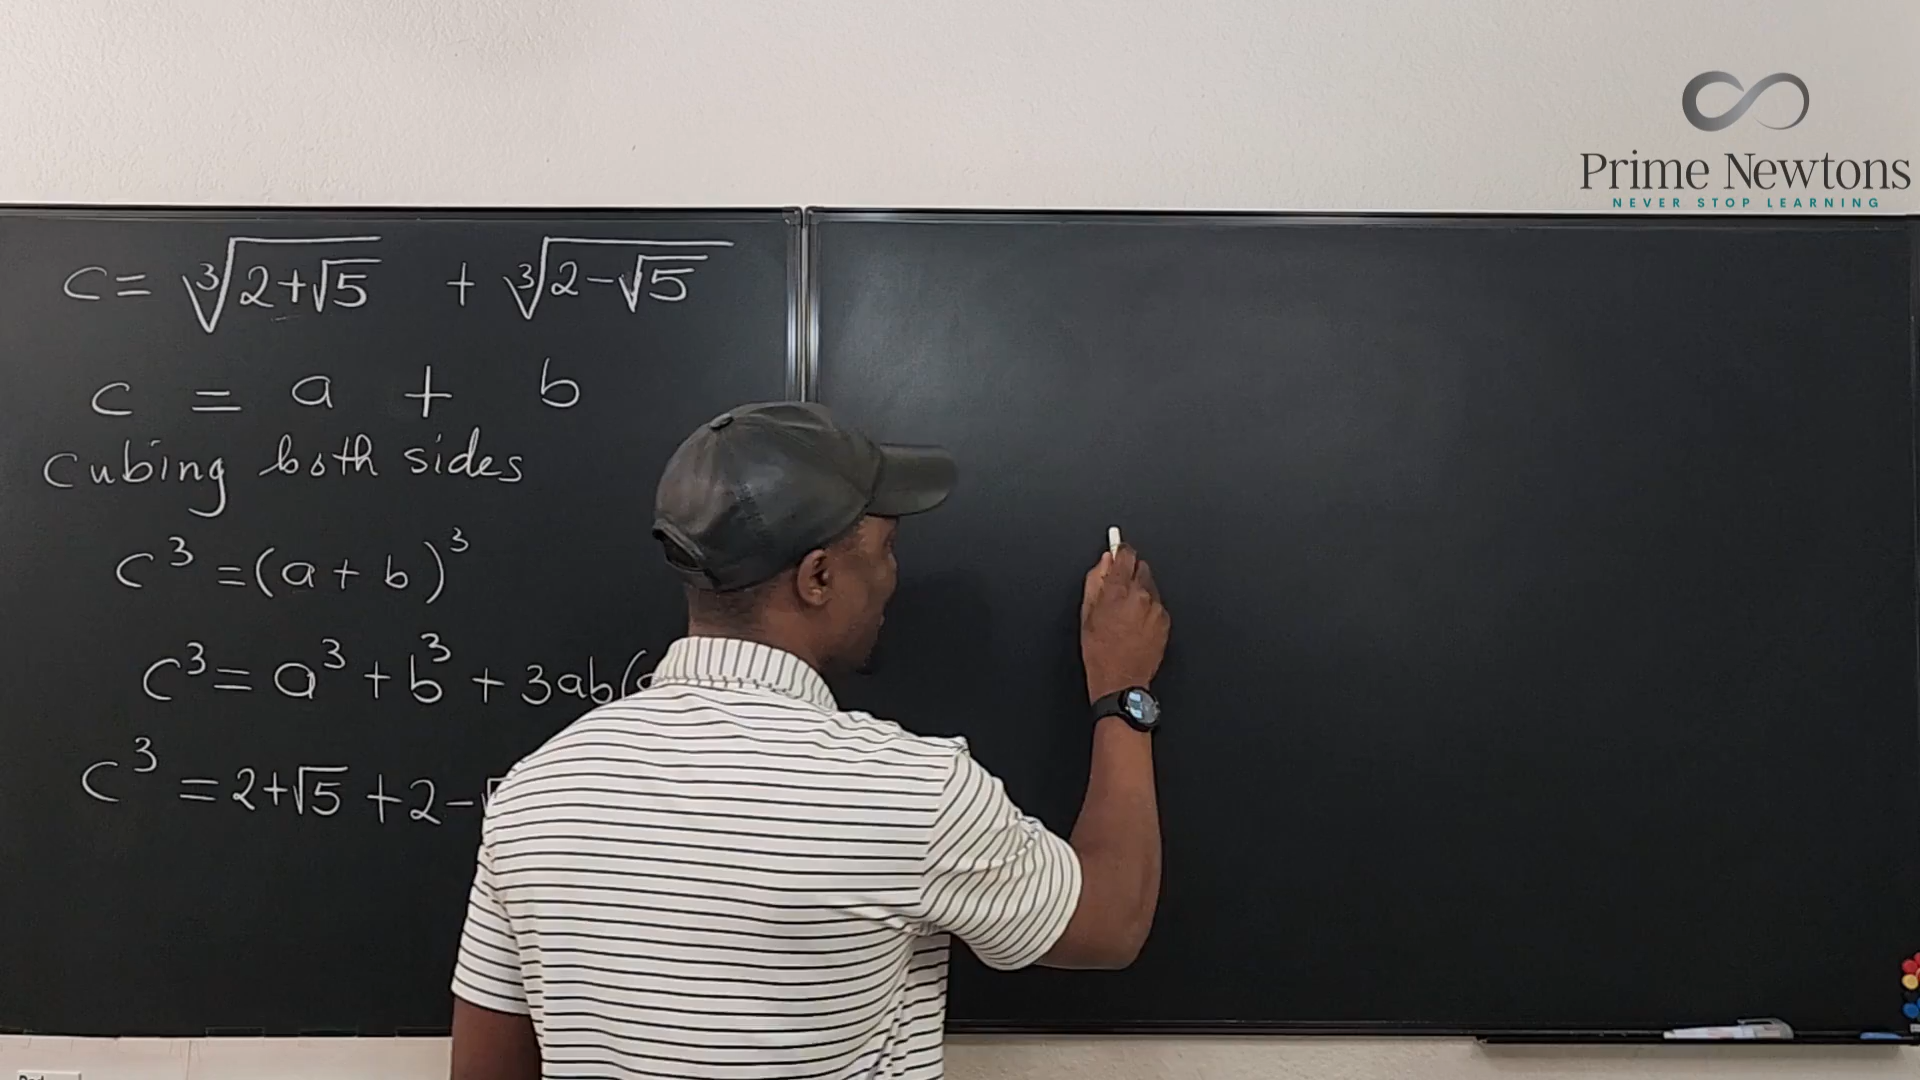 Prime Newtons
NEVER STOP LEARNING
c = ∛(2+√5) + ∛(2-√5)
c = a + b
cubing both sides
c³ = (a + b)³
c³ = a³ + b³ + 3ab(
c³ = 2+√5 + 2 -